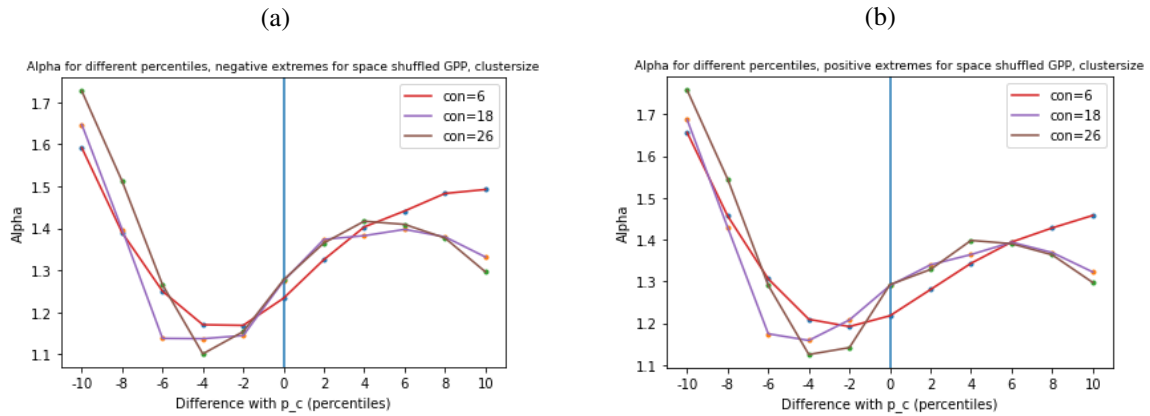 (a)
Alpha for different percentiles, negative extremes for space shuffled GPP, clustersize
con=6
con=18
con=26
1.7
1.6
1.5
1.4
1.3
1.2
1.1
Alpha
-10 -8 -6 -4 -2 0 2 4 6 8 10
Difference with p_c (percentiles)
(b)
Alpha for different percentiles, positive extremes for space shuffled GPP, clustersize
con=6
con=18
con=26
1.7
1.6
1.5
1.4
1.3
1.2
1.1
Alpha
-10 -8 -6 -4 -2 0 2 4 6 8 10
Difference with p_c (percentiles)